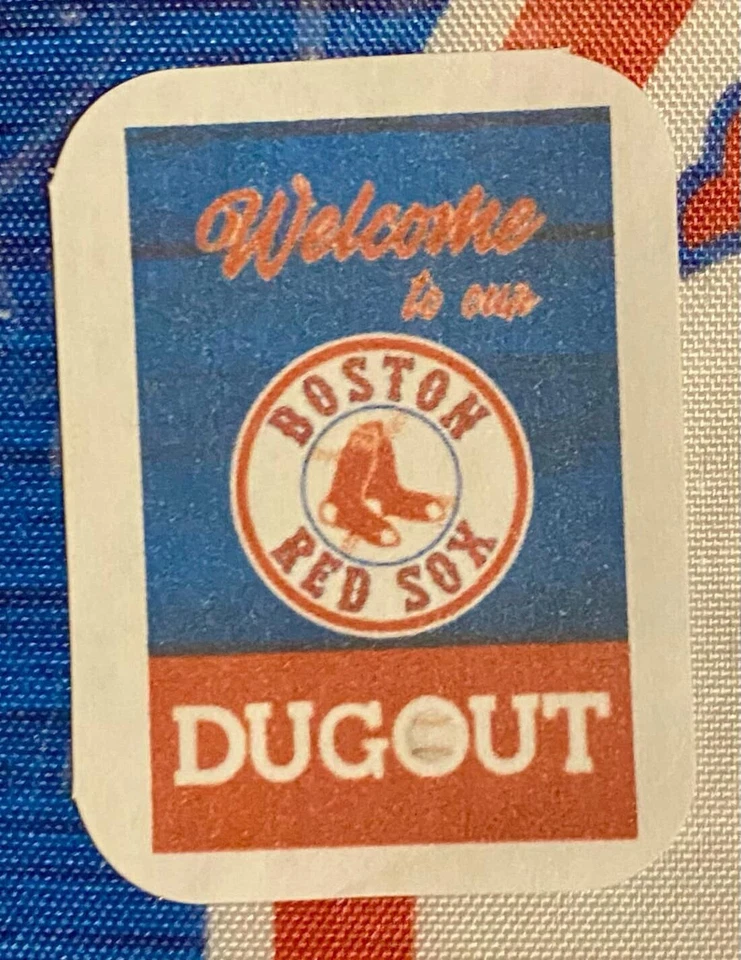 Welcome
to our
BOSTON
RED SOX
DUGOUT